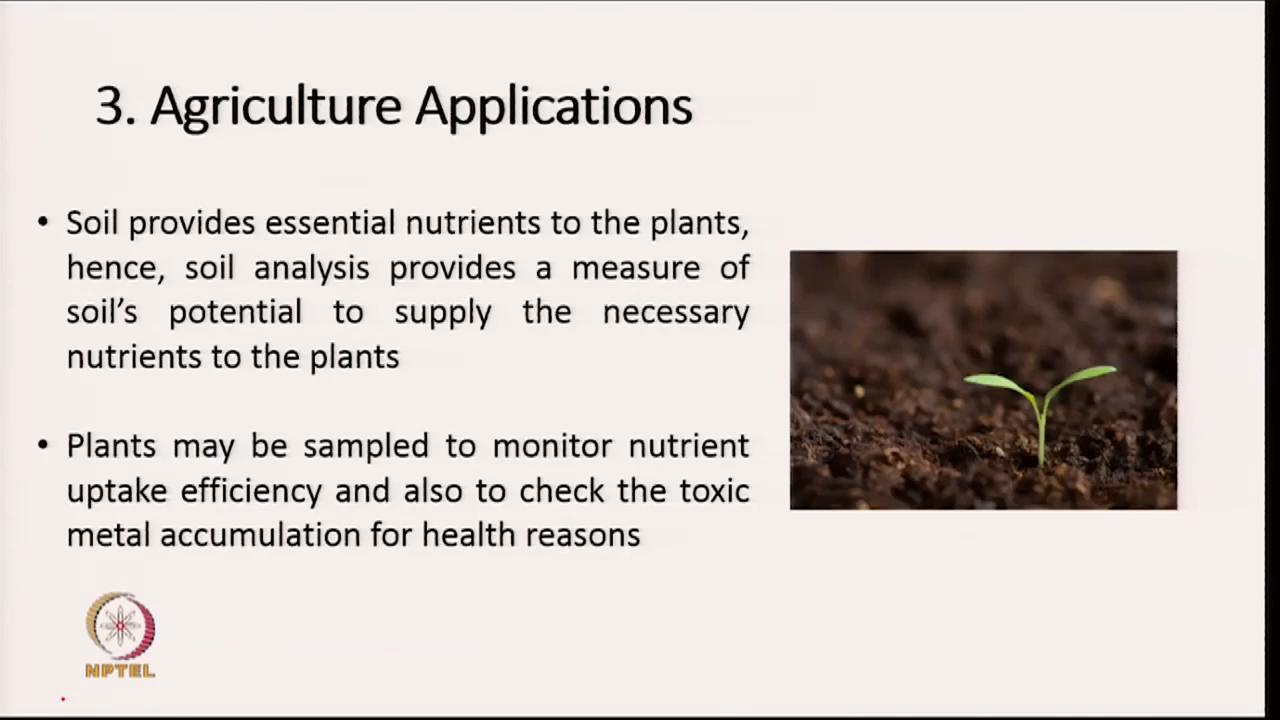 3. Agriculture Applications
• Soil provides essential nutrients to the plants,
hence, soil analysis provides a measure of
soil’s potential to supply the necessary
nutrients to the plants
• Plants may be sampled to monitor nutrient
uptake efficiency and also to check the toxic
metal accumulation for health reasons
NPTEL